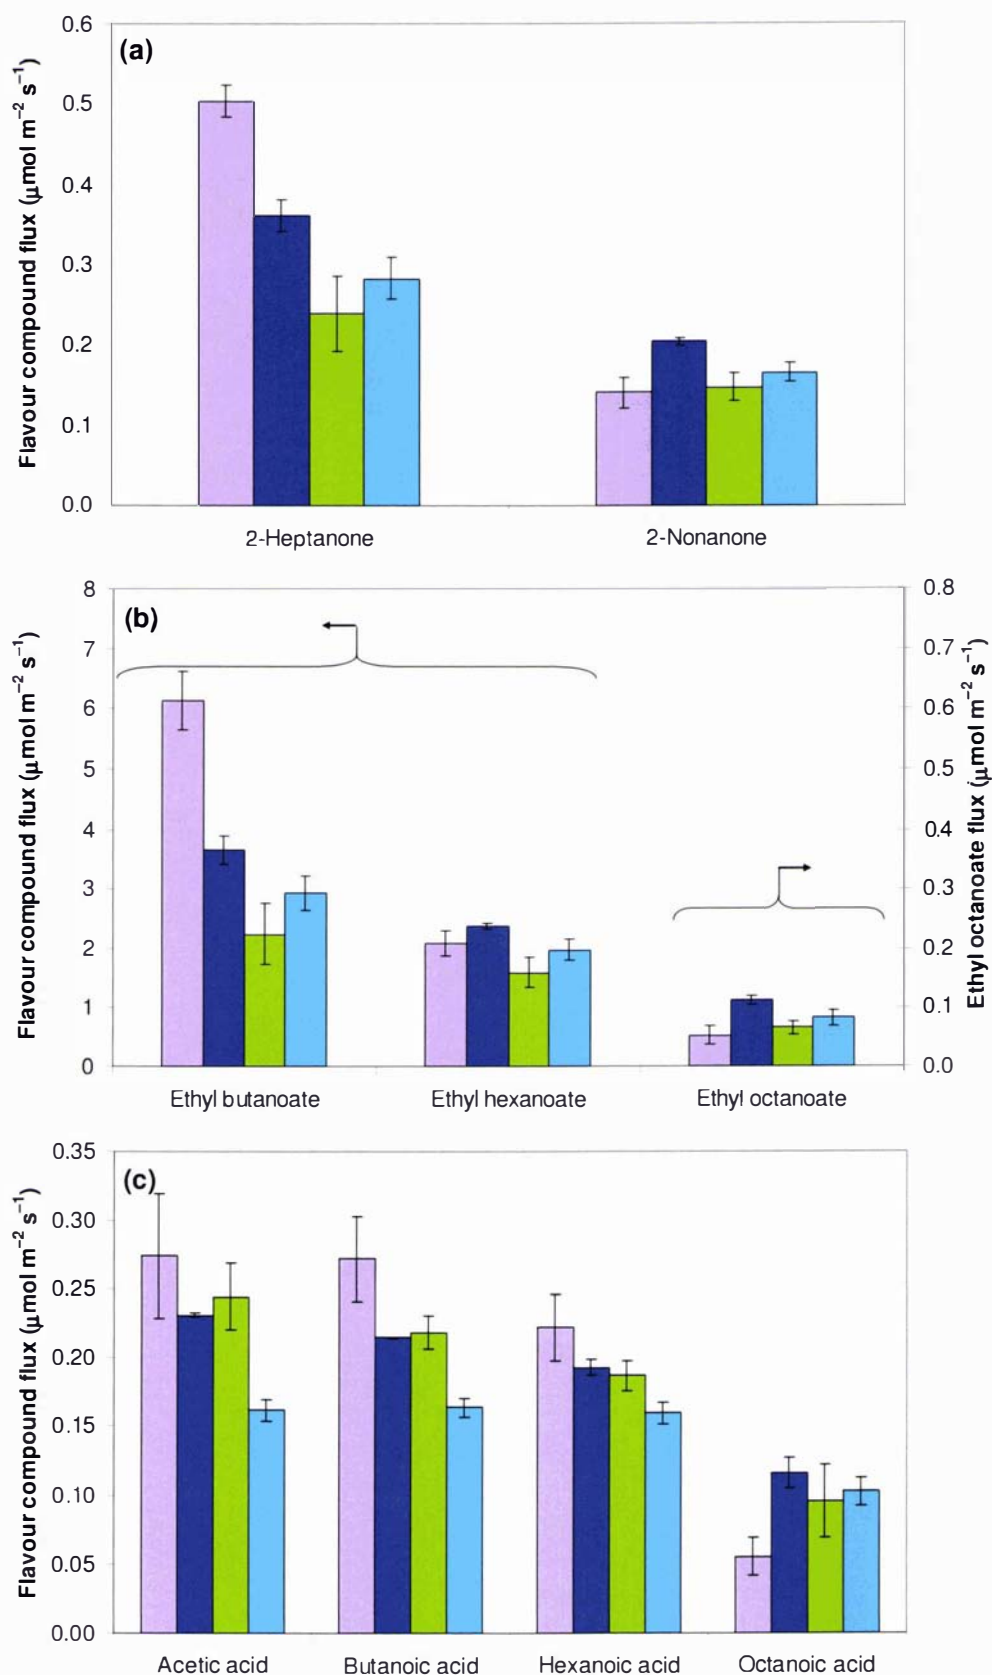 (a)
Flavour compound flux (μmol m⁻² s⁻¹)
0.6
0.5
0.4
0.3
0.2
0.1
0.0
2-Heptanone
2-Nonanone
(b)
Flavour compound flux (μmol m⁻² s⁻¹)
8
7
6
5
4
3
2
1
0
0.8
0.7
0.6
0.5
0.4
0.3
0.2
0.1
0.0
Ethyl octanoate flux (μmol m⁻² s⁻¹)
Ethyl butanoate
Ethyl hexanoate
Ethyl octanoate
(c)
Flavour compound flux (μmol m⁻² s⁻¹)
0.35
0.30
0.25
0.20
0.15
0.10
0.05
0.00
Acetic acid
Butanoic acid
Hexanoic acid
Octanoic acid